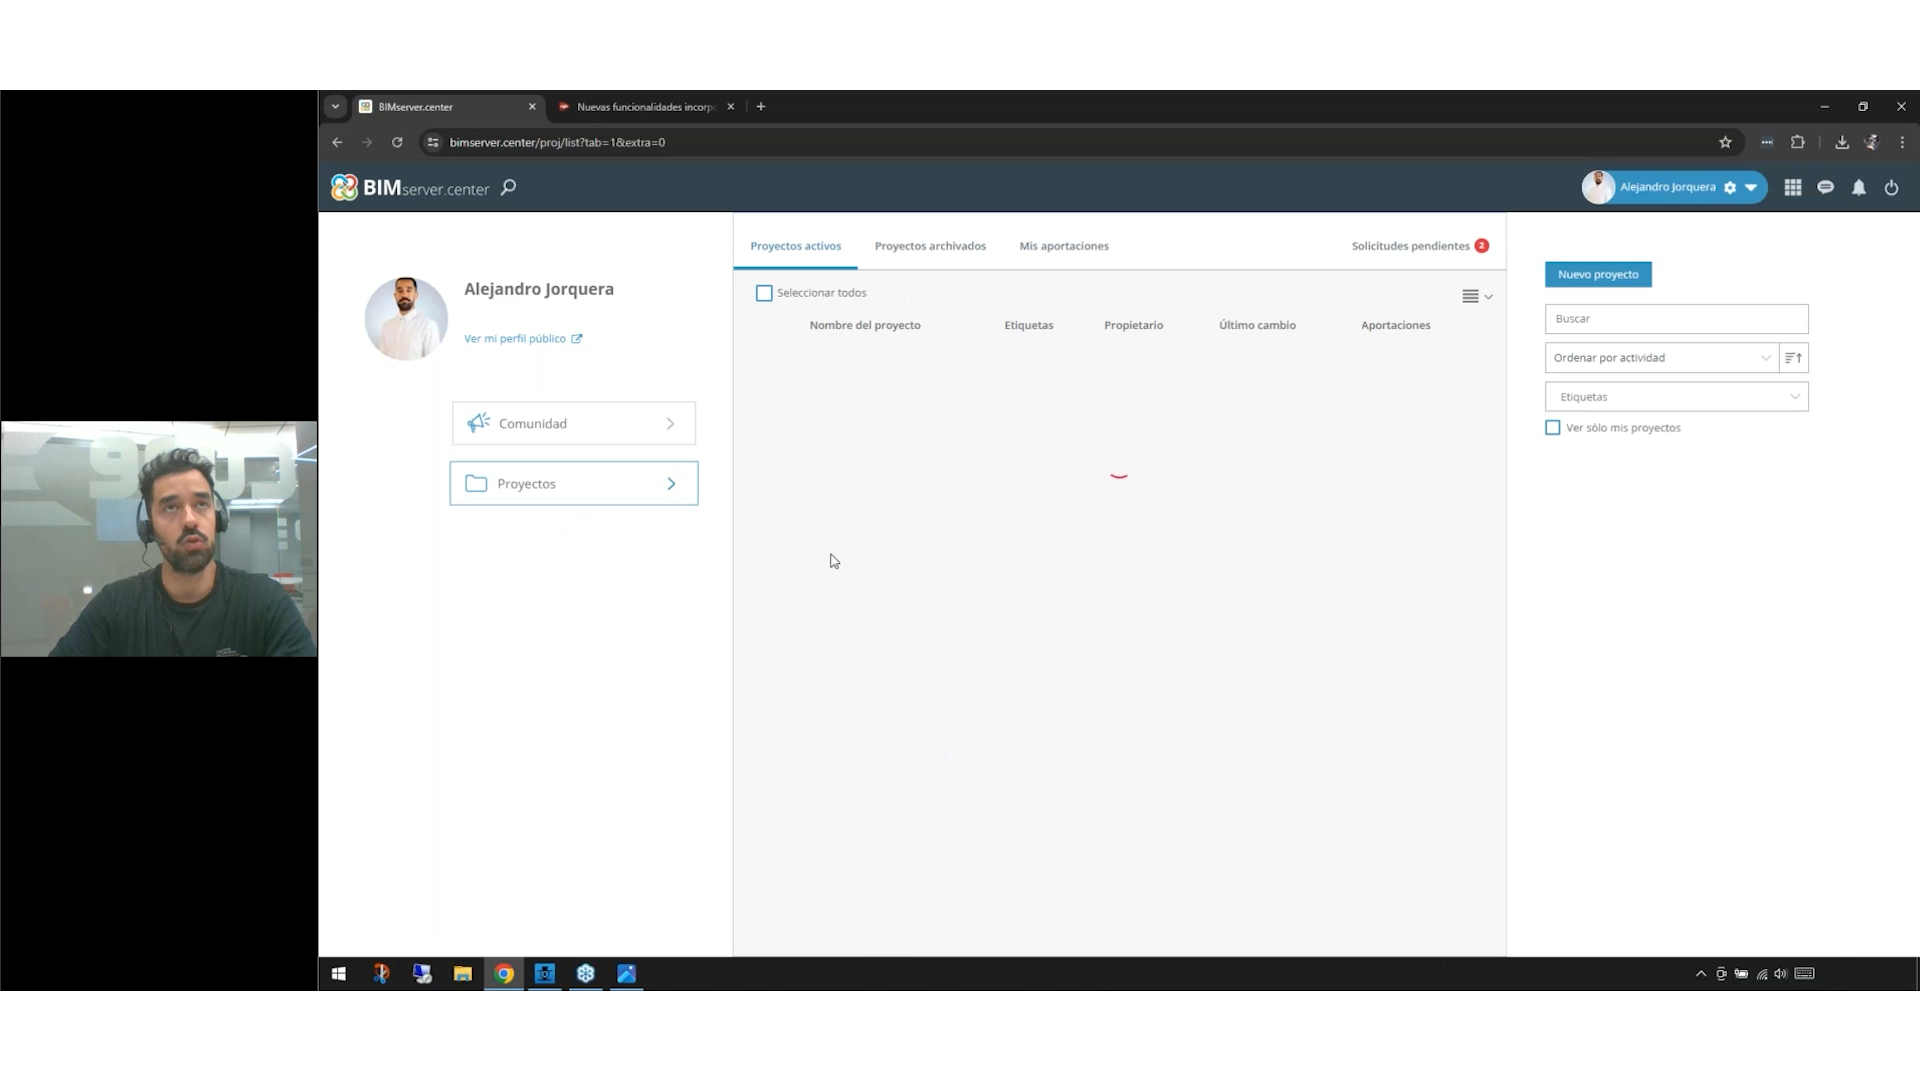 BIMserver.center
Nuevas funcionalidades incorp
bimserver.center/proj/list?tab=1&extra=0
BIMserver.center
Alejandro Jorquera
Alejandro Jorquera
Ver mi perfil público
Comunidad
Proyectos
Proyectos activos
Proyectos archivados
Mis aportaciones
Solicitudes pendientes 2
Seleccionar todos
Nombre del proyecto
Etiquetas
Propietario
Último cambio
Aportaciones
Nuevo proyecto
Buscar
Ordenar por actividad
Etiquetas
Ver sólo mis proyectos